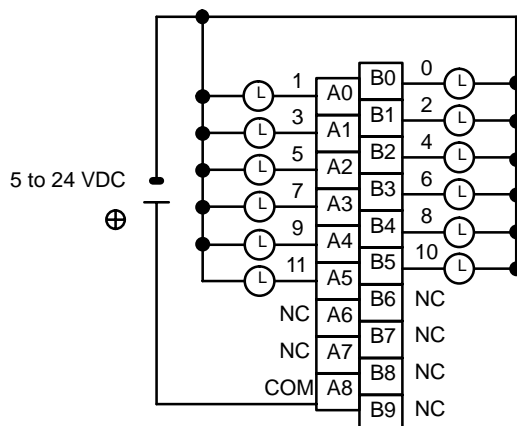 1 L A0 B0 0 L
3 L A1 B1 2 L
5 L A2 B2 4 L
5 to 24 VDC
7 L A3 B3 6 L
9 L A4 B4 8 L
11 L A5 B5 10 L
NC A6 B6 NC
NC A7 B7 NC
COM A8 B8 NC
B9 NC